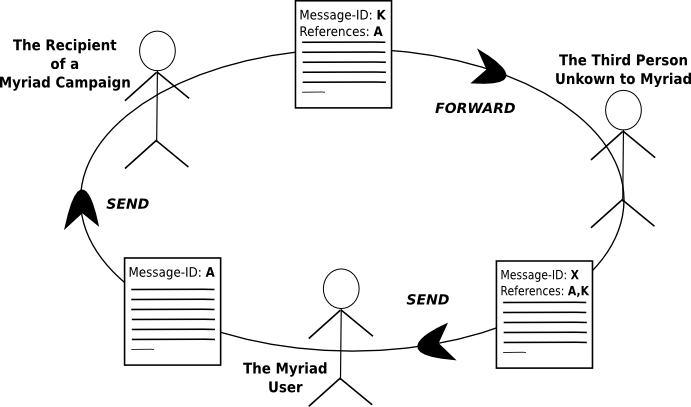 Message-ID: K
References: A
The Recipient
of a
Myriad Campaign
The Third Person
Unkown to Myriad
FORWARD
SEND
Message-ID: A
Message-ID: X
References: A,K
SEND
The Myriad
User